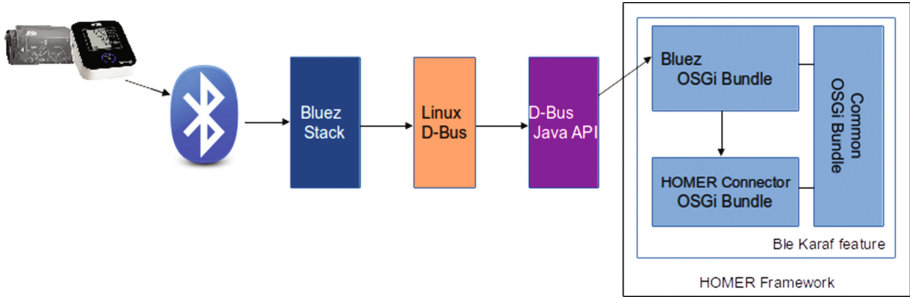 Bluez
Stack
Linux
D-Bus
D-Bus
Java API
Bluez
OSGi Bundle
HOMER Connector
OSGi Bundle
Common
OSGi Bundle
Ble Karaf feature
HOMER Framework